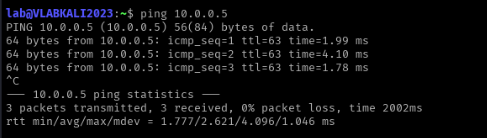 lab@VLABKALI2023:~$ ping 10.0.0.5
PING 10.0.0.5 (10.0.0.5) 56(84) bytes of data.
64 bytes from 10.0.0.5: icmp_seq=1 ttl=63 time=1.99 ms
64 bytes from 10.0.0.5: icmp_seq=2 ttl=63 time=4.10 ms
64 bytes from 10.0.0.5: icmp_seq=3 ttl=63 time=1.78 ms
^C
--- 10.0.0.5 ping statistics ---
3 packets transmitted, 3 received, 0% packet loss, time 2002ms
rtt min/avg/max/mdev = 1.777/2.621/4.096/1.046 ms